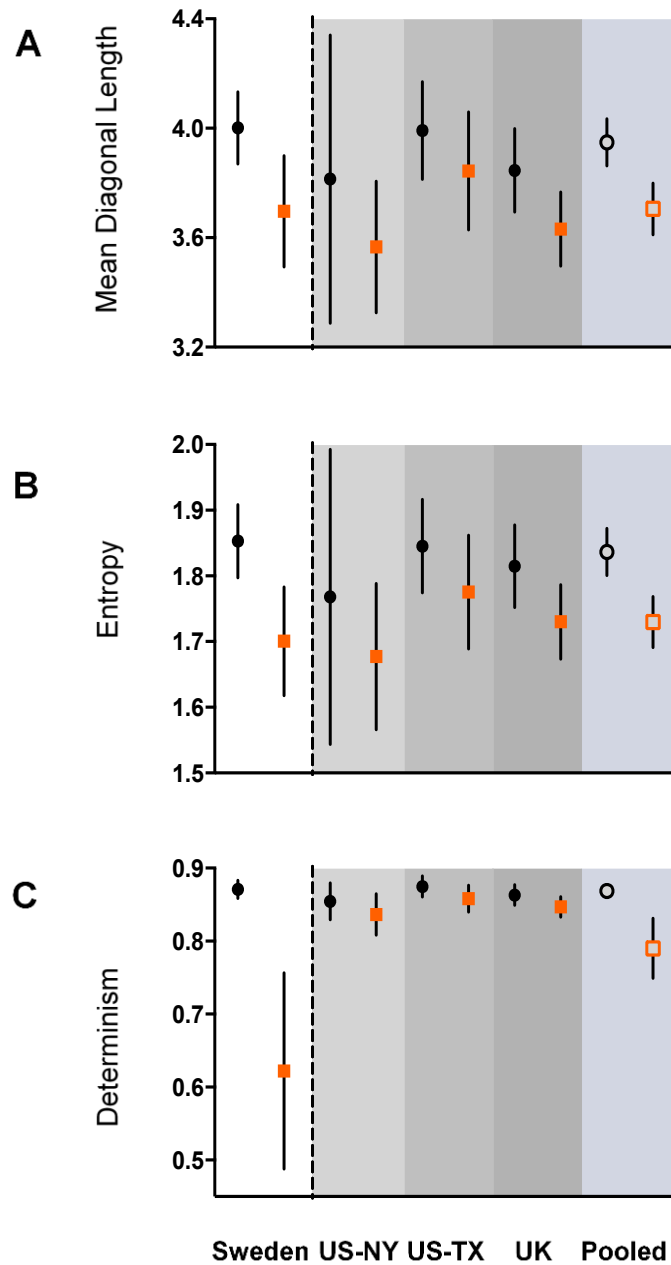 A
Mean Diagonal Length
4.4
4.0
3.6
3.2
B
Entropy
2.0
1.9
1.8
1.7
1.6
1.5
C
Determinism
0.9
0.8
0.7
0.6
0.5
Sweden US-NY US-TX UK Pooled